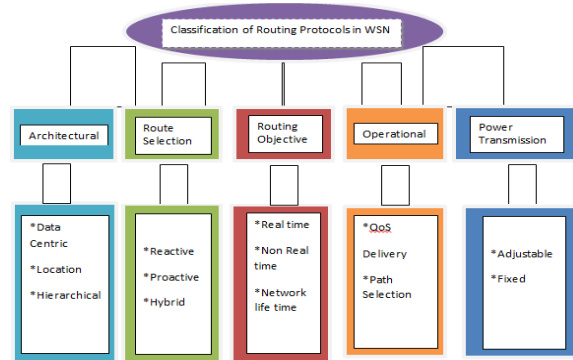 Classification of Routing Protocols in WSN
Architectural
Route
Selection
Routing
Objective
Operational
Power
Transmission
*Data
Centric
*Location
*Hierarchical
*Reactive
*Proactive
*Hybrid
*Real time
*Non Real
time
*Network
life time
*QoS
Delivery
*Path
Selection
*Adjustable
*Fixed